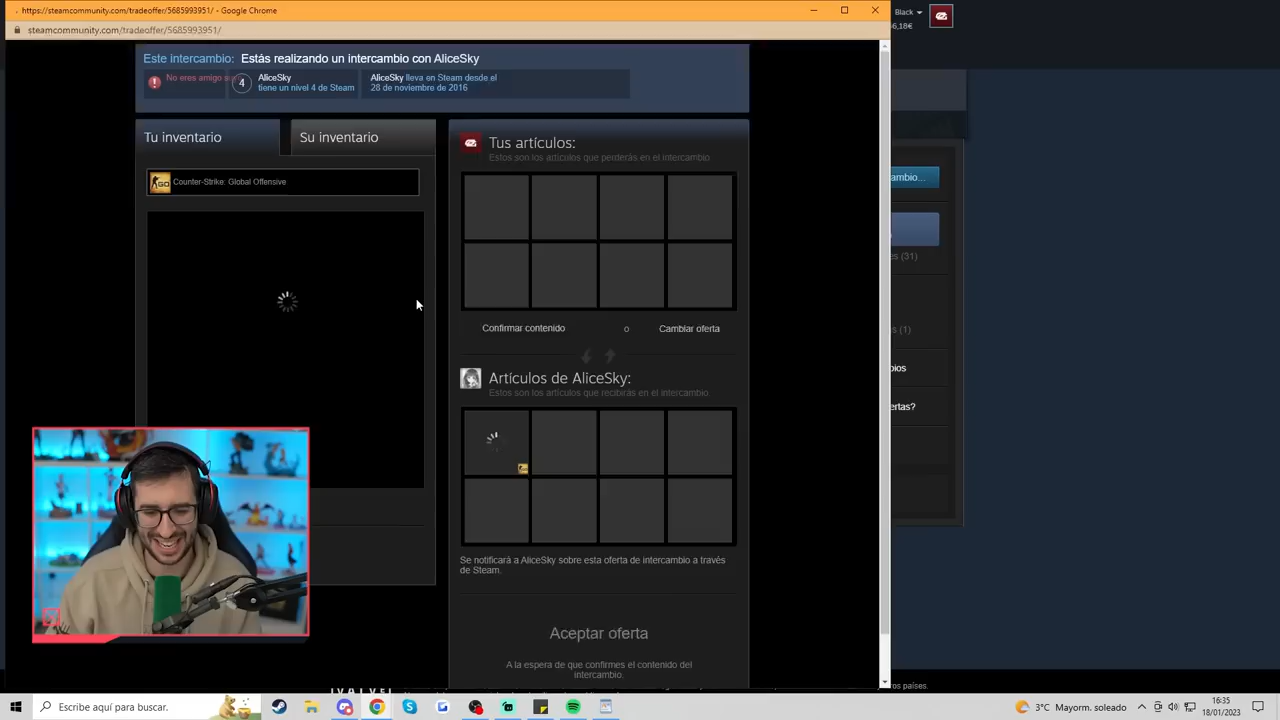 https://steamcommunity.com/tradeoffer/5685993951/ - Google Chrome
steamcommunity.com/tradeoffer/5685993951/
Black
Este intercambio: Estás realizando un intercambio con AliceSky
No eres amigo
4
AliceSky
tiene un nivel 4 de Steam
AliceSky lleva en Steam desde el
28 de noviembre de 2016
Tu inventario
Su inventario
Counter-Strike: Global Offensive
Tus artículos:
Estos son los artículos que perderás en el intercambio
Confirmar contenido
o
Cambiar oferta
Artículos de AliceSky:
Estos son los artículos que recibirás en el intercambio.
Se notificará a AliceSky sobre esta oferta de intercambio a través
de Steam.
Aceptar oferta
A la espera de que confirmes el contenido del
intercambio.
6,18€
mbio...
(31)
(1)
bios
ertas?
ros países.
Escribe aquí para buscar.
3°C Mayorm. soleado
16:35
18/01/2023